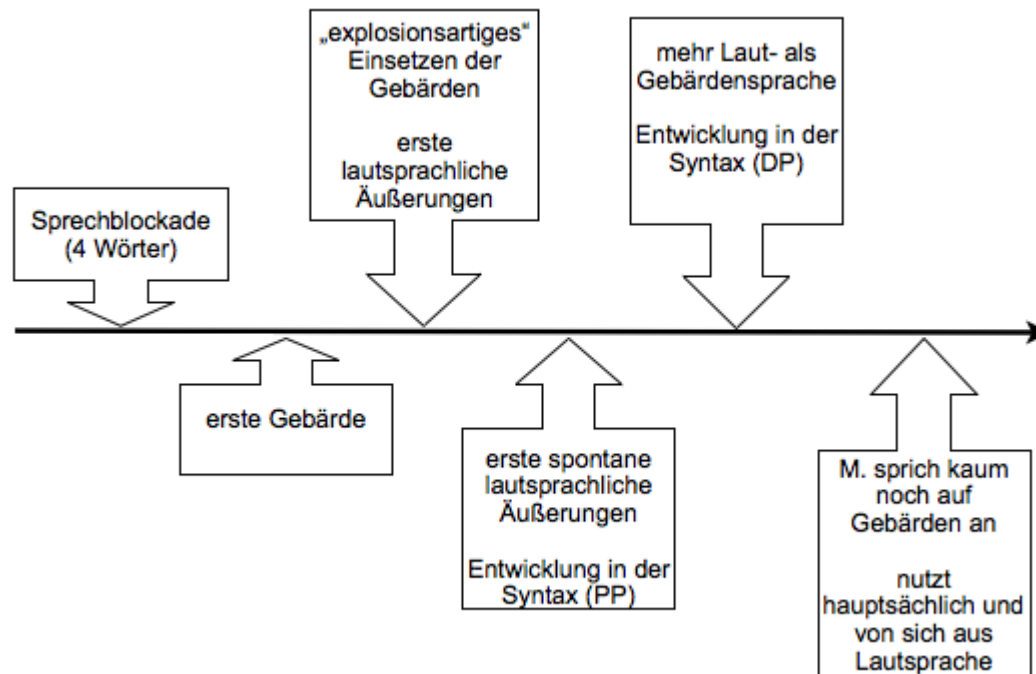 Sprechblockade
(4 Wörter)
erste Gebärde
„explosionsartiges“
Einsetzen der
Gebärden
erste
lautsprachliche
Äußerungen
erste spontane
lautsprachliche
Äußerungen
Entwicklung in der
Syntax (PP)
mehr Laut- als
Gebärdensprache
Entwicklung in der
Syntax (DP)
M. sprich kaum
noch auf
Gebärden an
nutzt
hauptsächlich und
von sich aus
Lautsprache